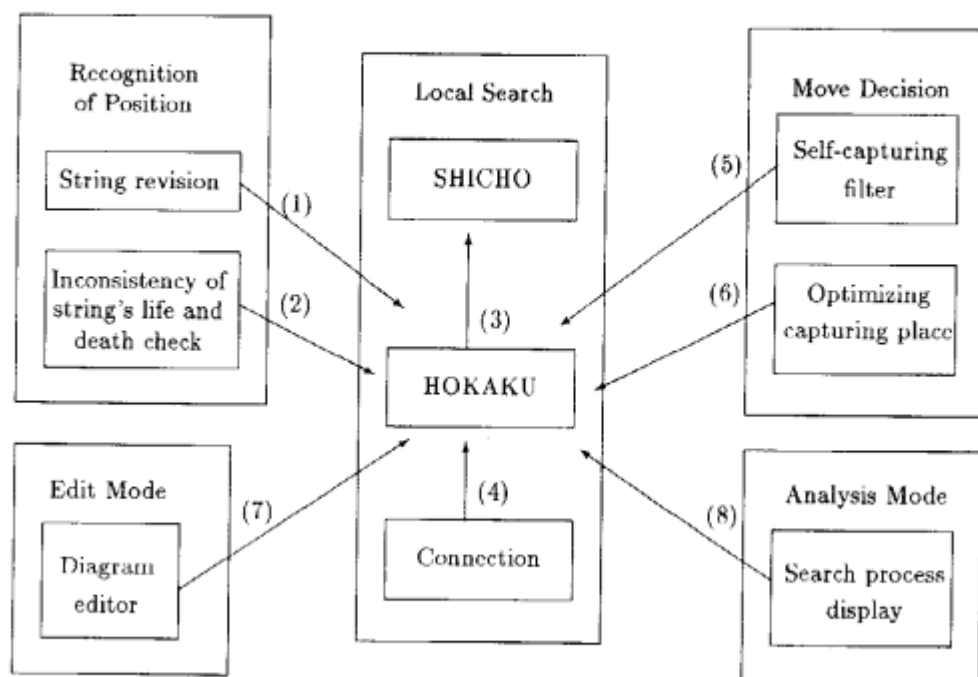 Recognition
of Position
String revision
(1)
Inconsistency of
string's life and
death check
(2)
Local Search
SHICHO
(3)
HOKAKU
(4)
Connection
Move Decision
Self-capturing
filter
(5)
Optimizing
capturing place
(6)
Edit Mode
Diagram
editor
(7)
Analysis Mode
Search process
display
(8)